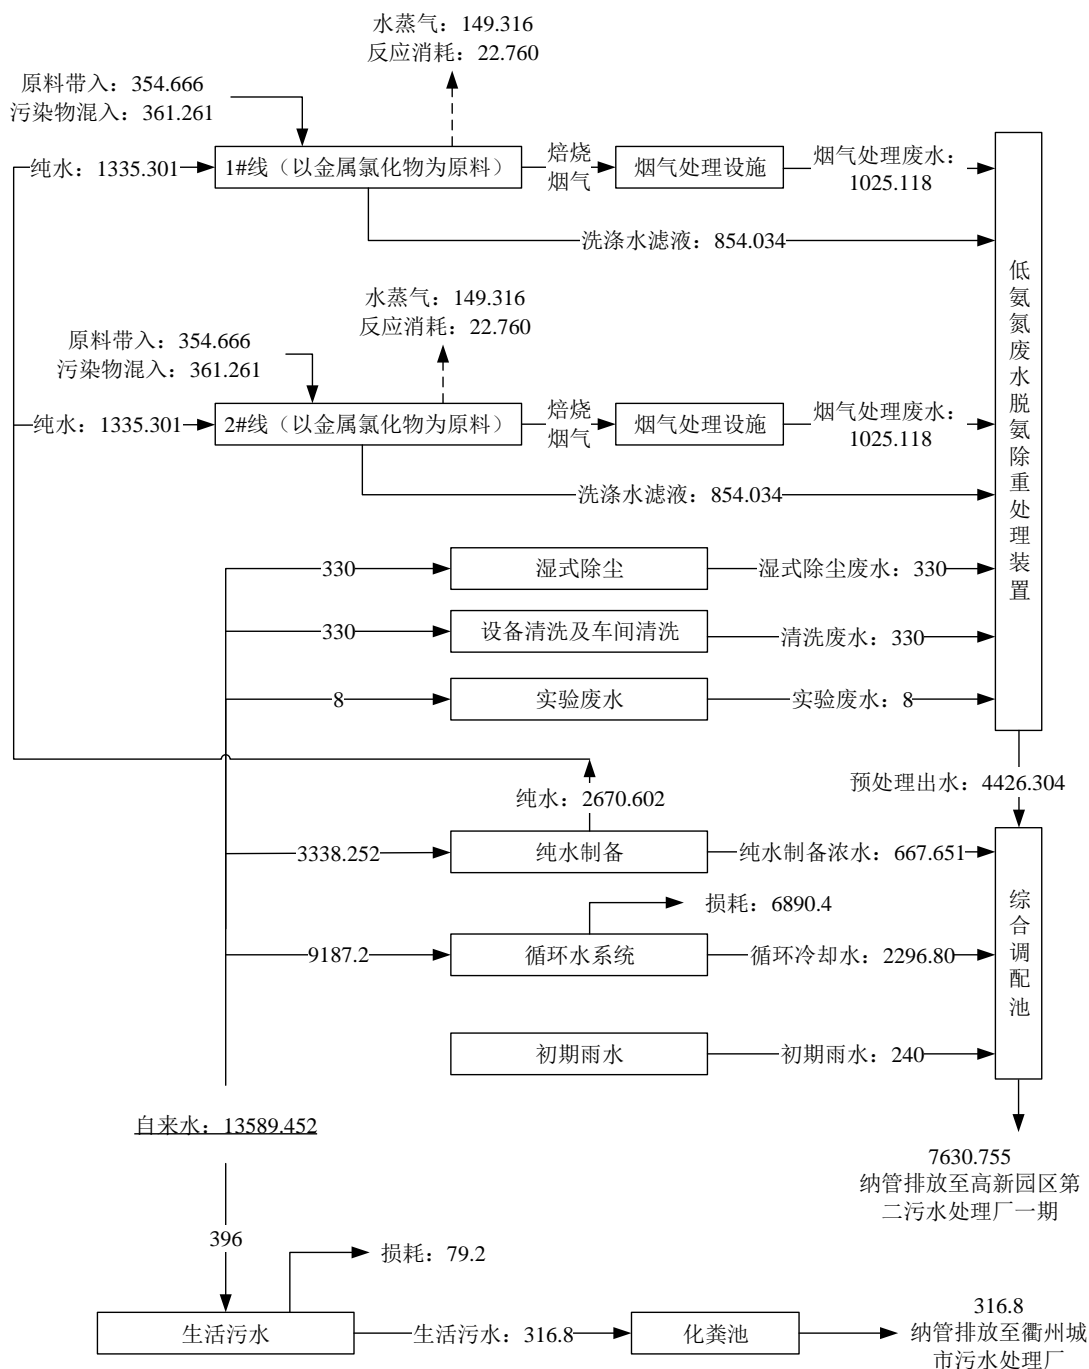 水蒸气：149.316
反应消耗：22.760
原料带入：354.666
污染物混入：361.261
纯水：1335.301
1#线（以金属氯化物为原料）
焙烧
烟气
烟气处理设施
烟气处理废水：
1025.118
洗涤水滤液：854.034
水蒸气：149.316
反应消耗：22.760
原料带入：354.666
污染物混入：361.261
纯水：1335.301
2#线（以金属氯化物为原料）
焙烧
烟气
烟气处理设施
烟气处理废水：
1025.118
洗涤水滤液：854.034
低氨氮废水脱氨除重处理装置
330
湿式除尘
湿式除尘废水：330
330
设备清洗及车间清洗
清洗废水：330
8
实验废水
实验废水：8
预处理出水：4426.304
纯水：2670.602
3338.252
纯水制备
纯水制备浓水：667.651
损耗：6890.4
9187.2
循环水系统
循环冷却水：2296.80
综合调配池
初期雨水
初期雨水：240
自来水：13589.452
7630.755
纳管排放至高新园区第
二污水处理厂一期
396
损耗：79.2
生活污水
生活污水：316.8
化粪池
316.8
纳管排放至衢州城
市污水处理厂